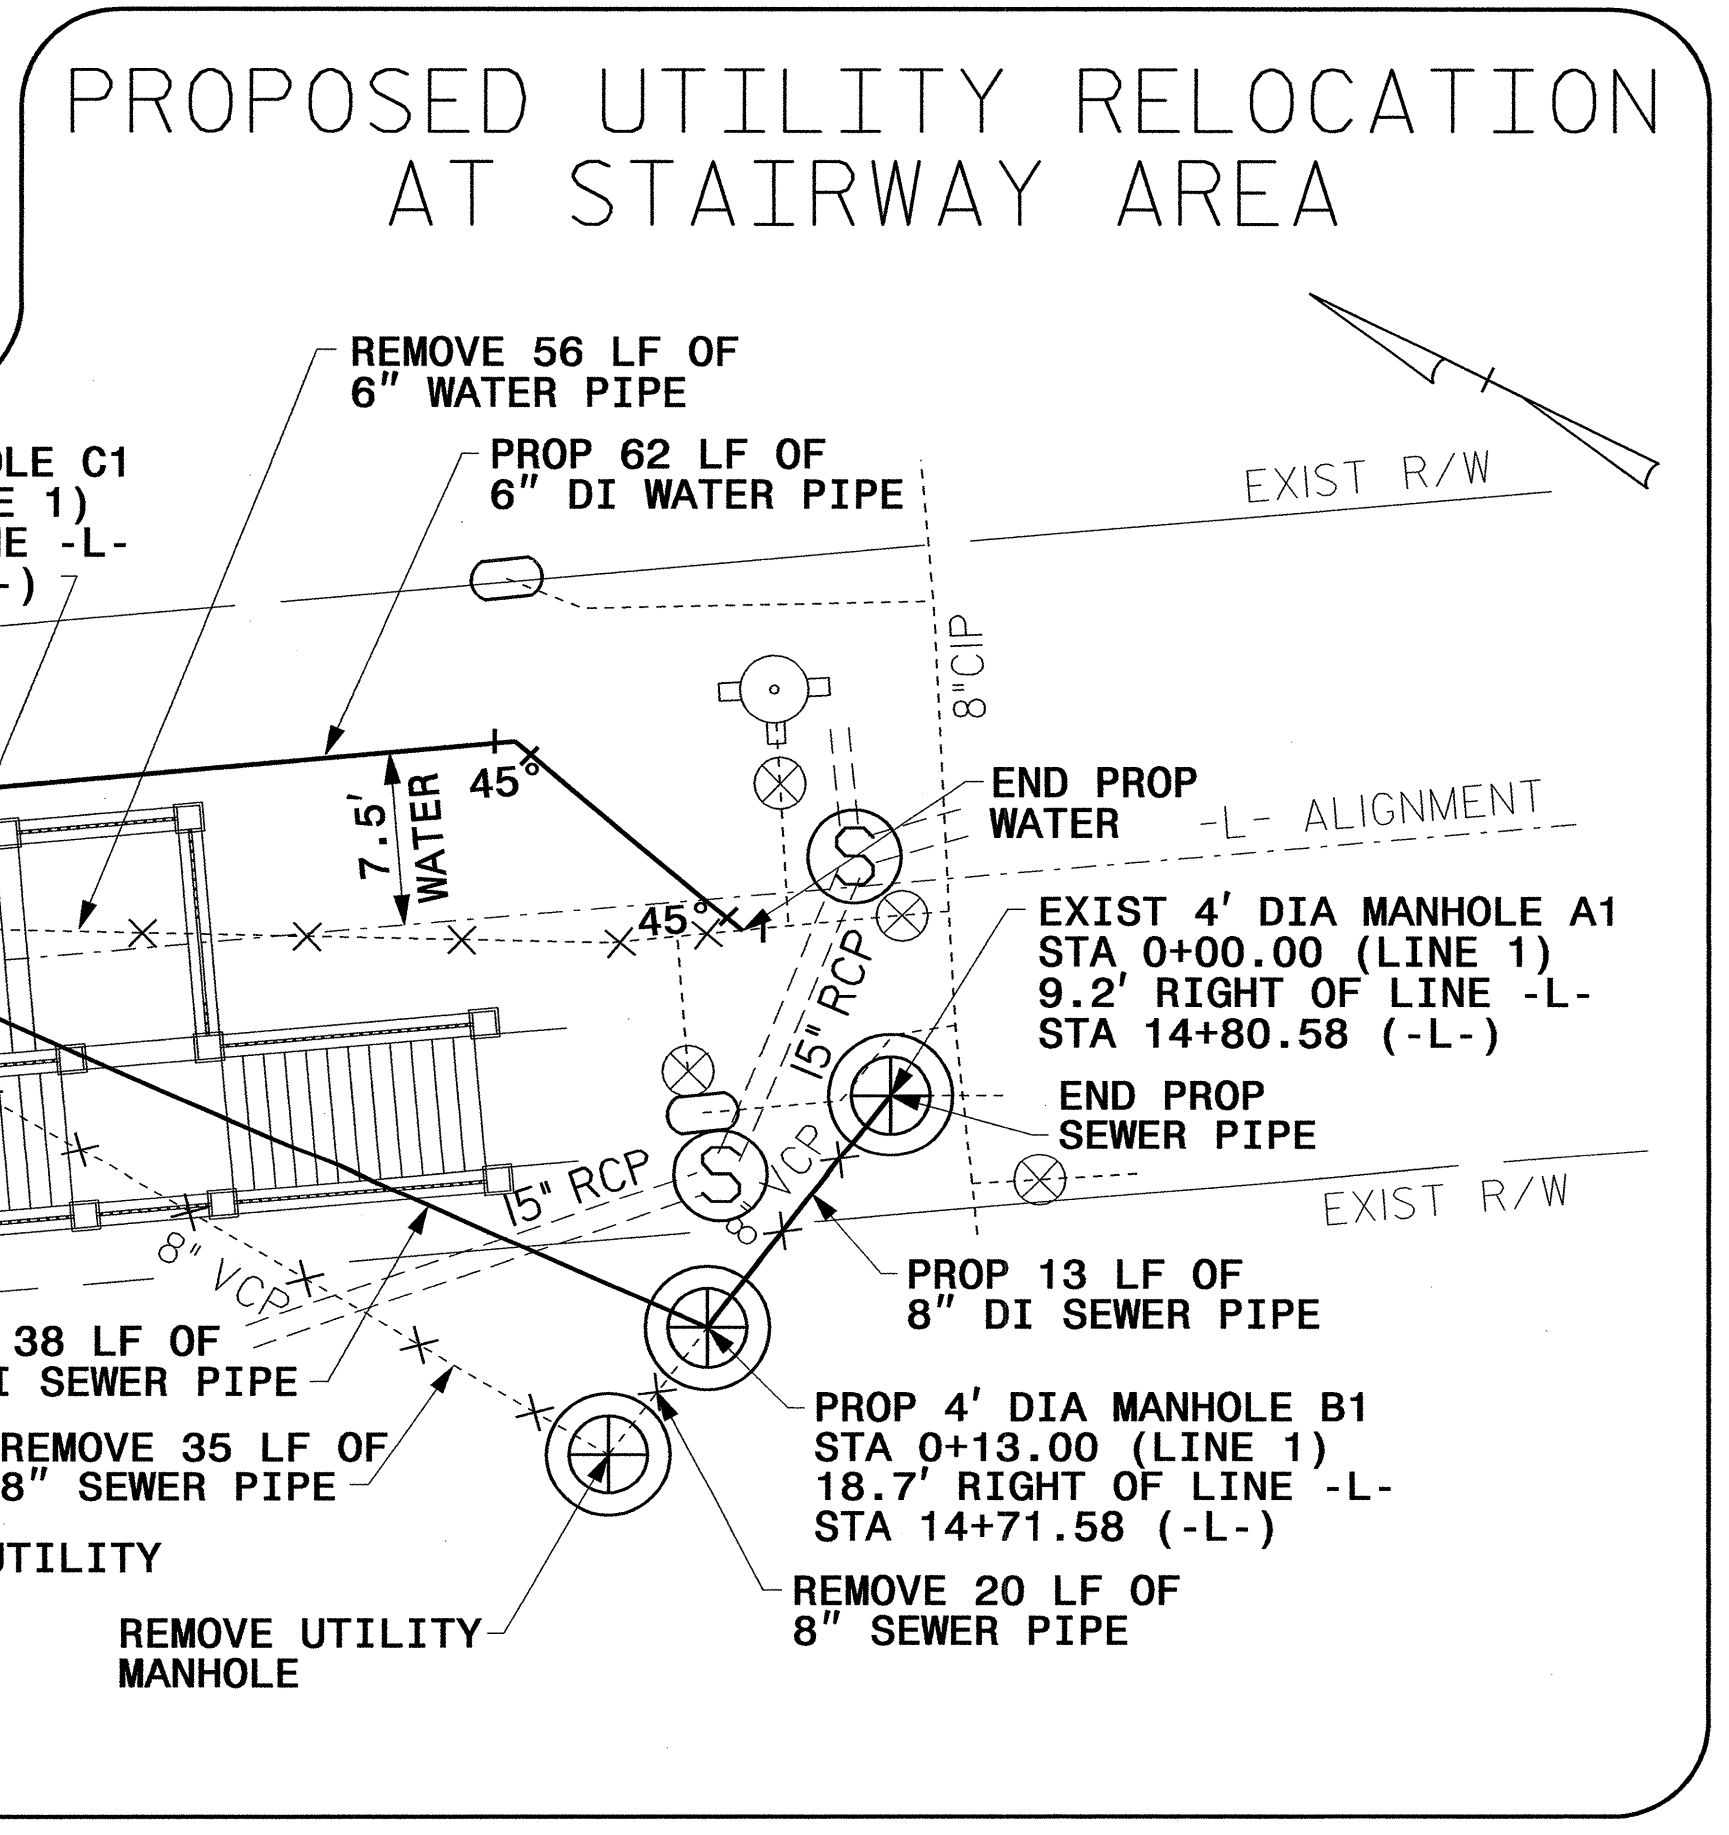 PROPOSED UTILITY RELOCATION
AT STAIRWAY AREA
REMOVE 56 LF OF
6" WATER PIPE
PROP 62 LF OF
6" DI WATER PIPE
C1
1)
-L-
-)
EXIST R/W
8"CIP
45°
7.5'
WATER
END PROP
WATER
-L- ALIGNMENT
45°
EXIST 4' DIA MANHOLE A1
STA 0+00.00 (LINE 1)
9.2' RIGHT OF LINE -L-
STA 14+80.58 (-L-)
15" RCP
END PROP
SEWER PIPE
15" RCP
8" VCP
EXIST R/W
8" VCP
PROP 13 LF OF
8" DI SEWER PIPE
38 LF OF
SEWER PIPE
REMOVE 35 LF OF
8" SEWER PIPE
PROP 4' DIA MANHOLE B1
STA 0+13.00 (LINE 1)
18.7' RIGHT OF LINE -L-
STA 14+71.58 (-L-)
UTILITY
REMOVE 20 LF OF
8" SEWER PIPE
REMOVE UTILITY
MANHOLE